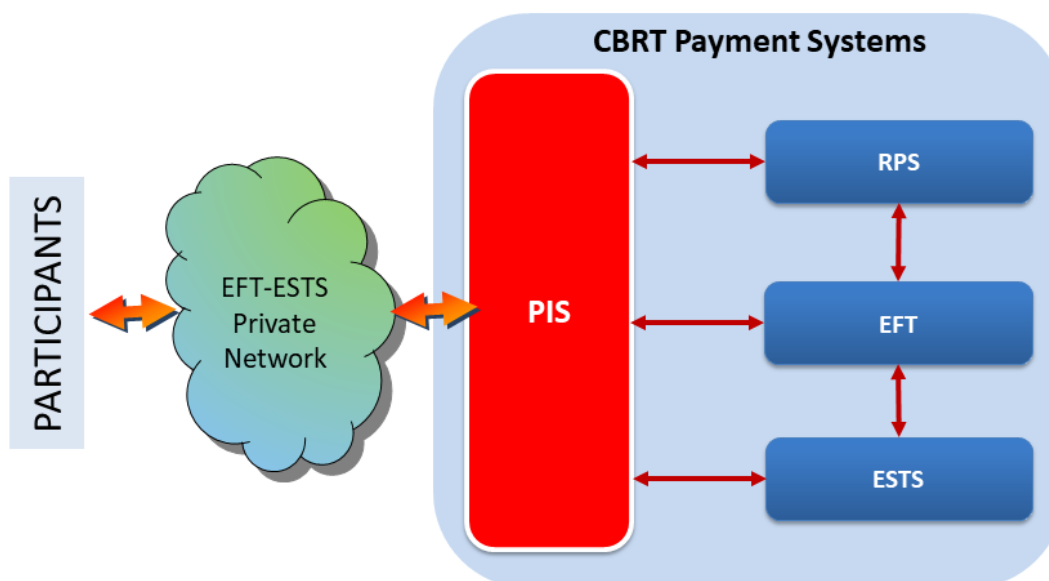 CBRT Payment Systems
PARTICIPANTS
EFT-ESTS
Private
Network
PIS
RPS
EFT
ESTS